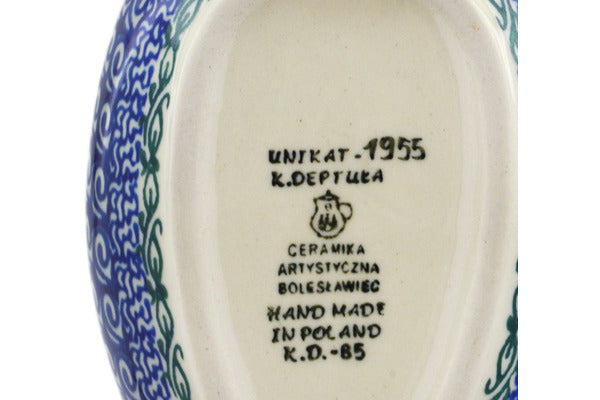 UNIKAT - 1955
K.DEPTUŁA
CERAMIKA
ARTYSTYCZNA
BOLESŁAWIEC
HAND MADE
IN POLAND
K.D.-85